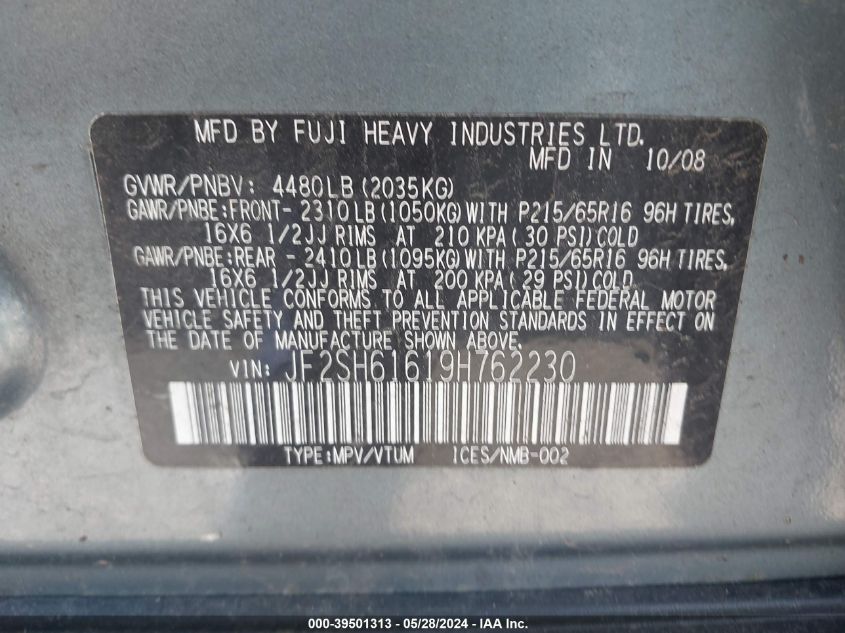 MFD BY FUJI HEAVY INDUSTRIES LTD.
MFD IN 10/08
GVWR/PNBV: 4480LB (2035KG)
GAWR/PNBE:FRONT- 2310LB (1050KG) WITH P215/65R16 96H TIRES,
16X6 1/2JJ RIMS AT 210 KPA ( 30 PSI) COLD
GAWR/PNBE:REAR - 2410LB (1095KG) WITH P215/65R16 96H TIRES,
16X6 1/2JJ RIMS AT 200 KPA (29 PSI) COLD.
THIS VEHICLE CONFORMS TO ALL APPLICABLE FEDERAL MOTOR
VEHICLE SAFETY AND THEFT PREVENTION STANDARDS IN EFFECT ON
THE DATE OF MANUFACTURE SHOWN ABOVE.
VIN: JF2SH61619H762230
TYPE:MPV/VTUM ICES/NMB-002
000-39501313 - 05/28/2024 - IAAI.COM